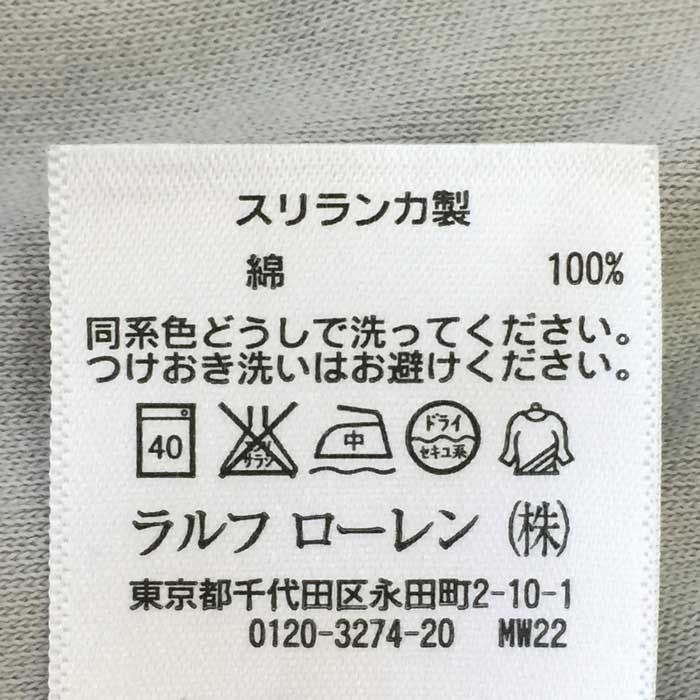 スリランカ製
綿 100%
同系色どうしで洗ってください。
つけおき洗いはお避けください。
40 エンソ サラシ 中 ドライ セキユ系
ラルフ ローレン (株)
東京都千代田区永田町2-10-1
0120-3274-20 MW22